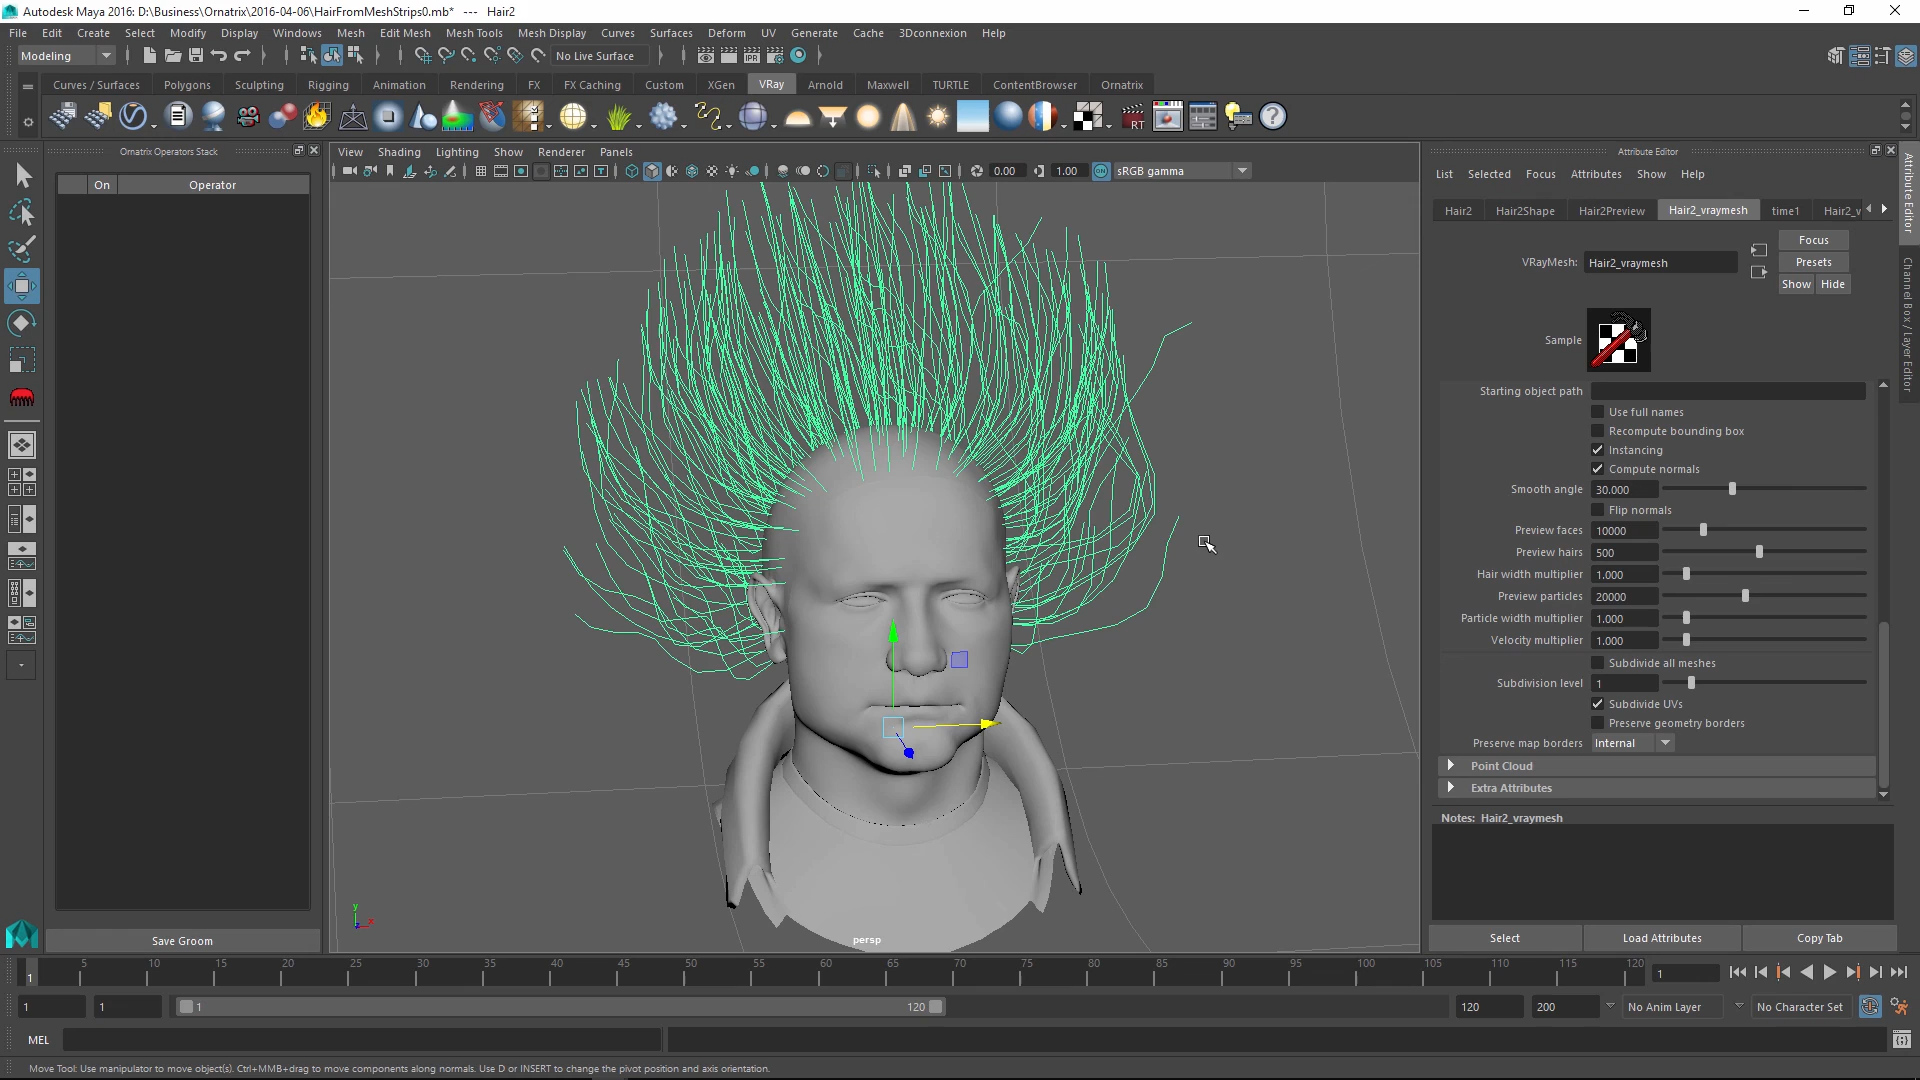 Autodesk Maya 2016: D:\Business\Ornatrix\2016-04-06\HairFromMeshStrips0.mb* --- Hair2
File Edit Create Select Modify Display Windows Mesh Edit Mesh Mesh Tools Mesh Display Curves Surfaces Deform UV Generate Cache 3Dconnexion Help
Modeling No Live Surface IPR
Curves / Surfaces Polygons Sculpting Rigging Animation Rendering FX FX Caching Custom XGen VRay Arnold Maxwell TURTLE ContentBrowser Ornatrix
RT
Ornatrix Operators Stack
On Operator
Save Groom
View Shading Lighting Show Renderer Panels
0.00 1.00 ON sRGB gamma
persp
y
x
Attribute Editor
List Selected Focus Attributes Show Help
Hair2 Hair2Shape Hair2Preview Hair2_vraymesh time1 Hair2_v
Focus
VRayMesh: Hair2_vraymesh Presets
Show Hide
Sample
Starting object path
Use full names
Recompute bounding box
Instancing
Compute normals
Smooth angle 30.000
Flip normals
Preview faces 10000
Preview hairs 500
Hair width multiplier 1.000
Preview particles 20000
Particle width multiplier 1.000
Velocity multiplier 1.000
Subdivide all meshes
Subdivision level 1
Subdivide UVs
Preserve geometry borders
Preserve map borders Internal
Point Cloud
Extra Attributes
Notes: Hair2_vraymesh
Select Load Attributes Copy Tab
Attribute Editor
Channel Box / Layer Editor
1 5 10 15 20 25 30 35 40 45 50 55 60 65 70 75 80 85 90 95 100 105 110 115 120 1
1 1 1 120 120 200 No Anim Layer No Character Set
MEL
Move Tool: Use manipulator to move object(s). Ctrl+MMB+drag to move components along normals. Use D or INSERT to change the pivot position and axis orientation.